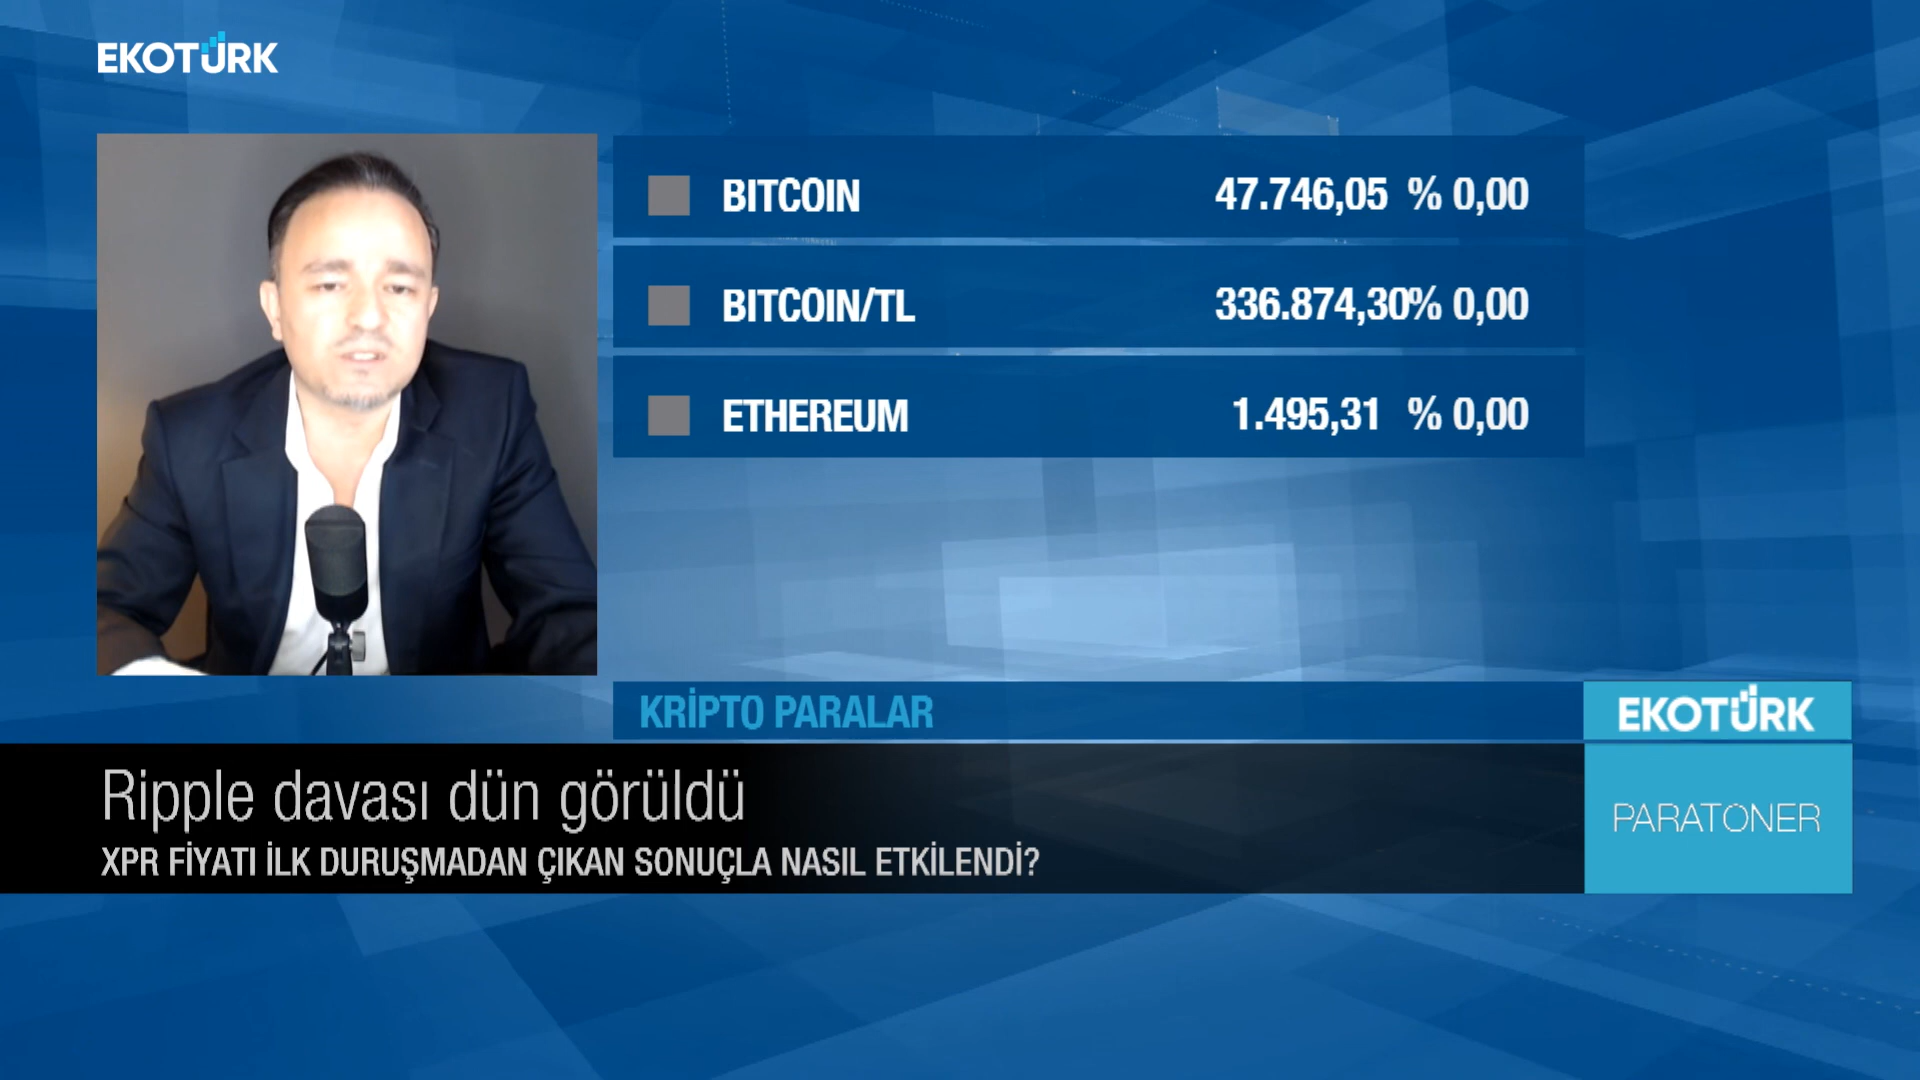 EKOTÜRK
BITCOIN 47.746,05 % 0,00
BITCOIN/TL 336.874,30% 0,00
ETHEREUM 1.495,31 % 0,00
KRİPTO PARALAR
EKOTÜRK
Ripple davası dün görüldü
XPR FİYATI İLK DURUŞMADAN ÇIKAN SONUÇLA NASIL ETKİLENDİ?
PARATONER